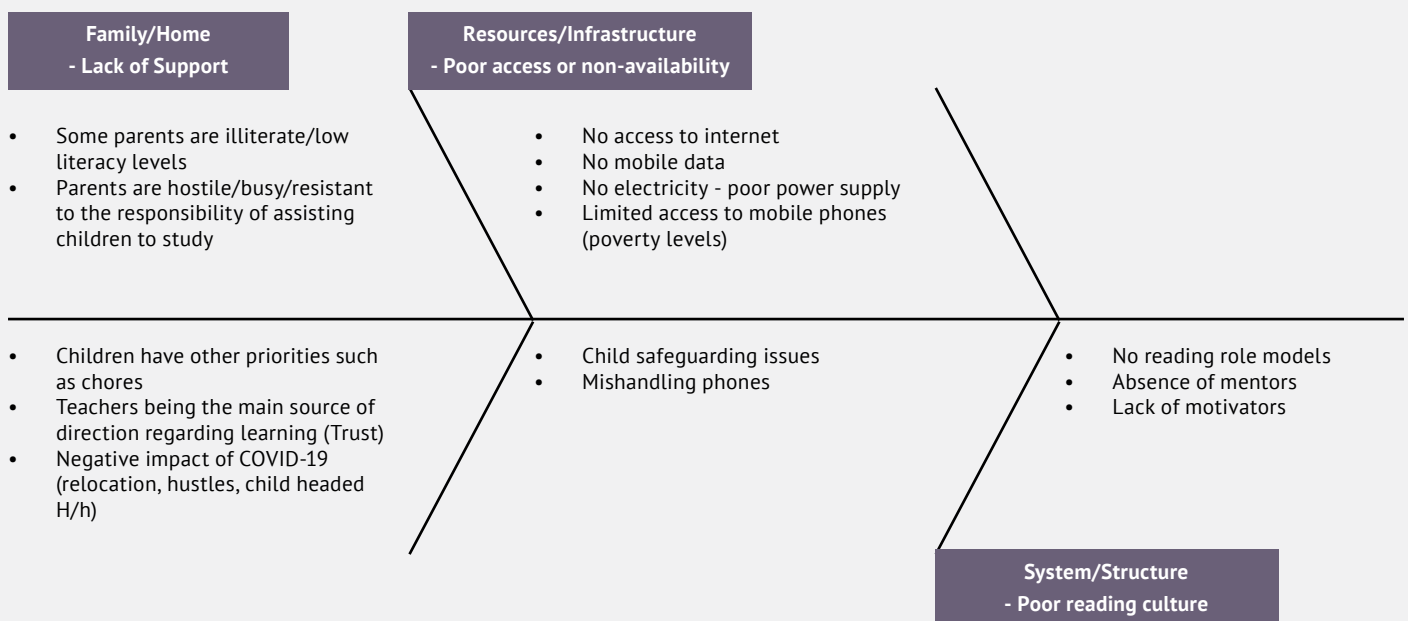 Family/Home
- Lack of Support
• Some parents are illiterate/low
literacy levels
• Parents are hostile/busy/resistant
to the responsibility of assisting
children to study
Resources/Infrastructure
- Poor access or non-availability
• No access to internet
• No mobile data
• No electricity - poor power supply
• Limited access to mobile phones
(poverty levels)
• Children have other priorities such
as chores
• Teachers being the main source of
direction regarding learning (Trust)
• Negative impact of COVID-19
(relocation, hustles, child headed
H/h)
• Child safeguarding issues
• Mishandling phones
• No reading role models
• Absence of mentors
• Lack of motivators
System/Structure
- Poor reading culture